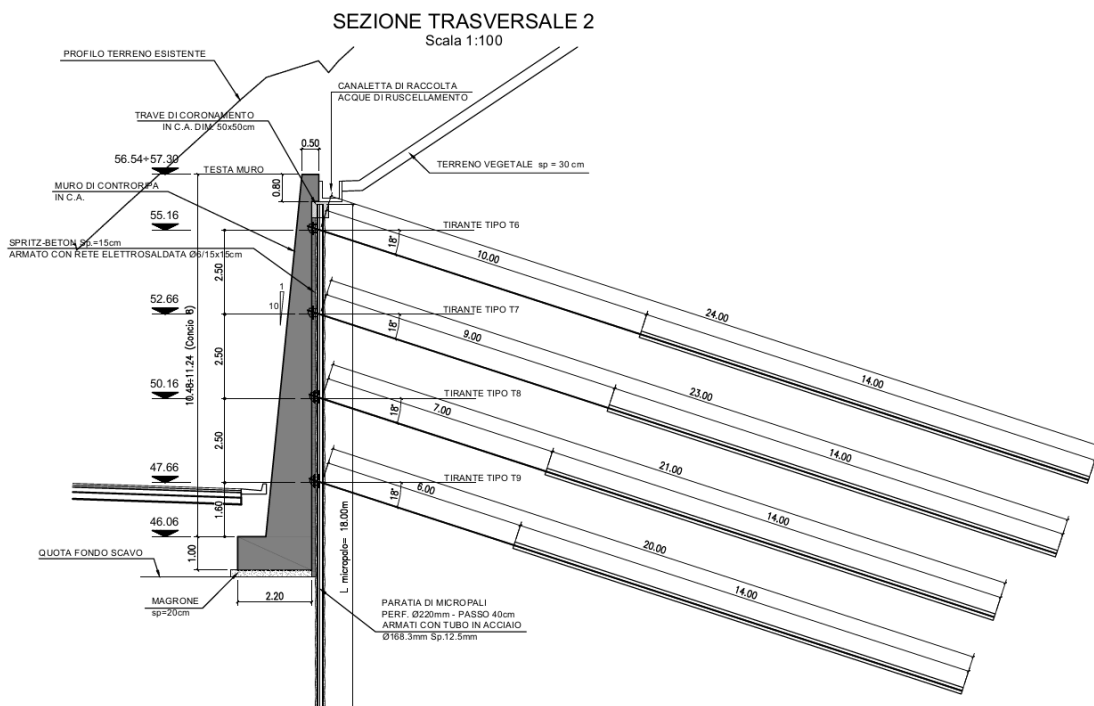 SEZIONE TRASVERSALE 2
Scala 1:100
PROFILO TERRENO ESISTENTE
CANALETTA DI RACCOLTA
ACQUE DI RUSCELLAMENTO
TRAVE DI CORONAMENTO
IN C.A. DIM. 50x50cm
0.50
56.54÷57.30
TESTA MURO
TERRENO VEGETALE sp = 30 cm
MURO DI CONTRORIPA
IN C.A.
0.80
55.16
TIRANTE TIPO T6
SPRITZ-BETON Sp.=15cm
ARMATO CON RETE ELETTROSALDATA Ø6/15x15cm
18°
10.00
2.50
24.00
14.00
52.66
1
10
TIRANTE TIPO T7
18°
9.00
10.48÷11.24 (Concio B)
2.50
23.00
14.00
50.16
TIRANTE TIPO T8
18°
7.00
2.50
21.00
14.00
47.66
TIRANTE TIPO T9
18°
6.00
1.60
20.00
14.00
46.06
L micropalo= 18.00m
1.00
QUOTA FONDO SCAVO
MAGRONE
sp=20cm
2.20
PARATIA DI MICROPALI
PERF. Ø220mm - PASSO 40cm
ARMATI CON TUBO IN ACCIAIO
Ø168.3mm Sp.12.5mm